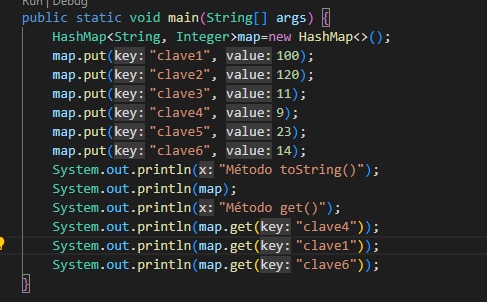 Run | Debug
public static void main(String[] args) {
HashMap<String, Integer>map=new HashMap<>();
map.put(key: "clave1", value: 100);
map.put(key: "clave2", value: 120);
map.put(key: "clave3", value: 11);
map.put(key: "clave4", value: 9);
map.put(key: "clave5", value: 23);
map.put(key: "clave6", value: 14);
System.out.println(x: "Método toString()");
System.out.println(map);
System.out.println(x: "Método get()");
System.out.println(map.get(key: "clave4"));
System.out.println(map.get(key: "clave1"));
System.out.println(map.get(key: "clave6"));
}